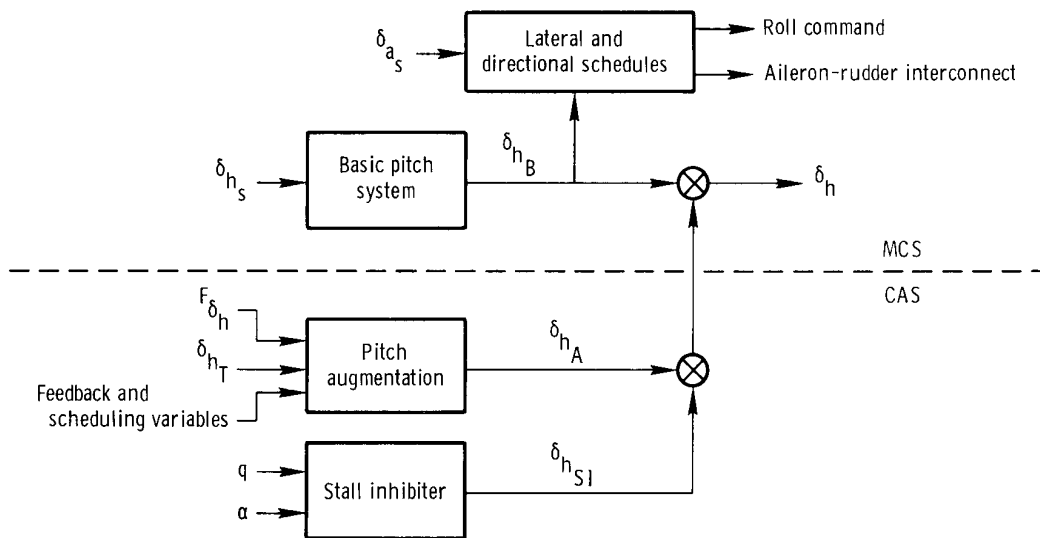 Lateral and
directional schedules
δas
Roll command
Aileron-rudder interconnect
δhs
Basic pitch
system
δhB
δh
MCS
CAS
Fδh
δhT
Feedback and
scheduling variables
Pitch
augmentation
δhA
q
α
Stall inhibiter
δhSI